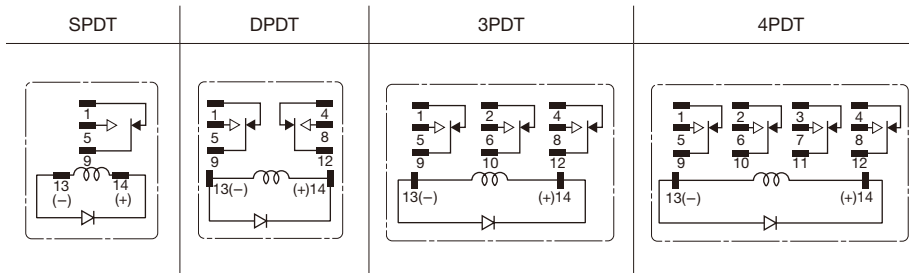 SPDT DPDT 3PDT 4PDT
1 1 4 1 2 4 1 2 3 4
5 5 8 5 6 8 5 6 7 8
9 9 12 9 10 12 9 10 11 12
13 14 13(–) (+)14 13(–) (+)14 13(–) (+)14
(–) (+)